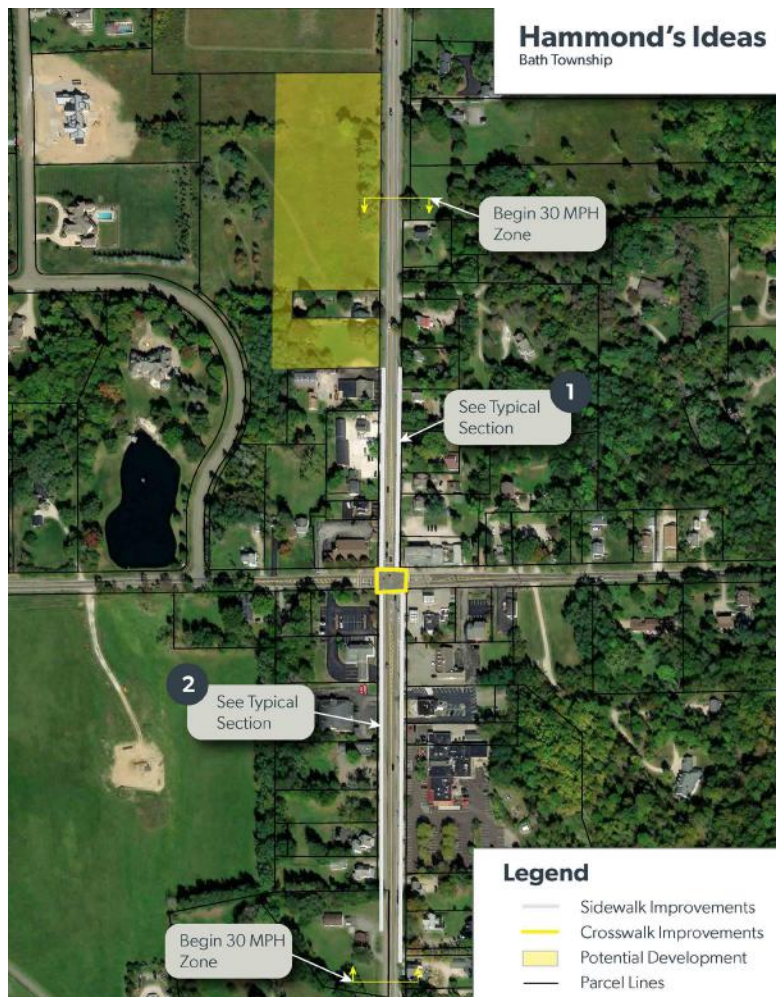 Hammond's Ideas
Bath Township
Begin 30 MPH
Zone
1
See Typical
Section
2
See Typical
Section
Begin 30 MPH
Zone
Legend
Sidewalk Improvements
Crosswalk Improvements
Potential Development
Parcel Lines